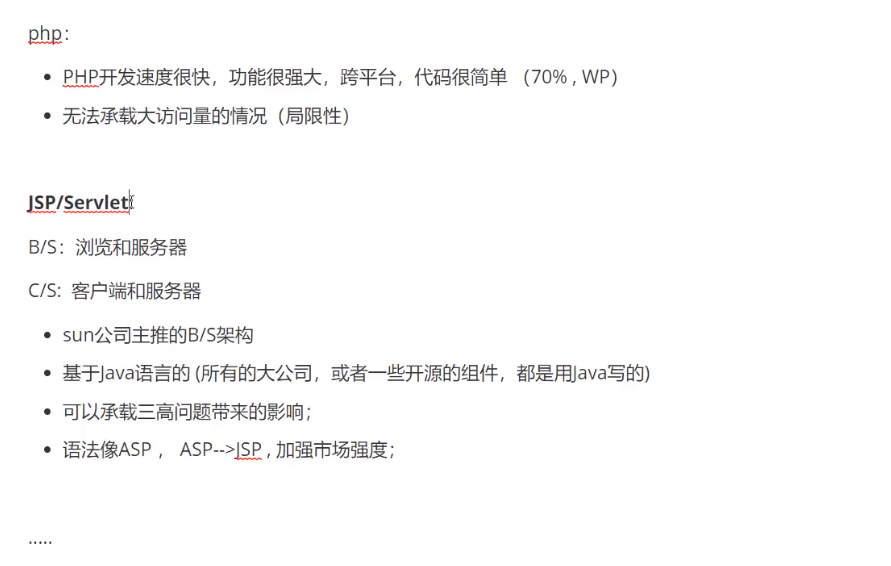 php：
PHP开发速度很快，功能很强大，跨平台，代码很简单 （70% , WP）
无法承载大访问量的情况（局限性）
JSP/Servlet
B/S：浏览和服务器
C/S: 客户端和服务器
sun公司主推的B/S架构
基于Java语言的 (所有的大公司，或者一些开源的组件，都是用Java写的)
可以承载三高问题带来的影响；
语法像ASP ， ASP-->JSP , 加强市场强度；
.....